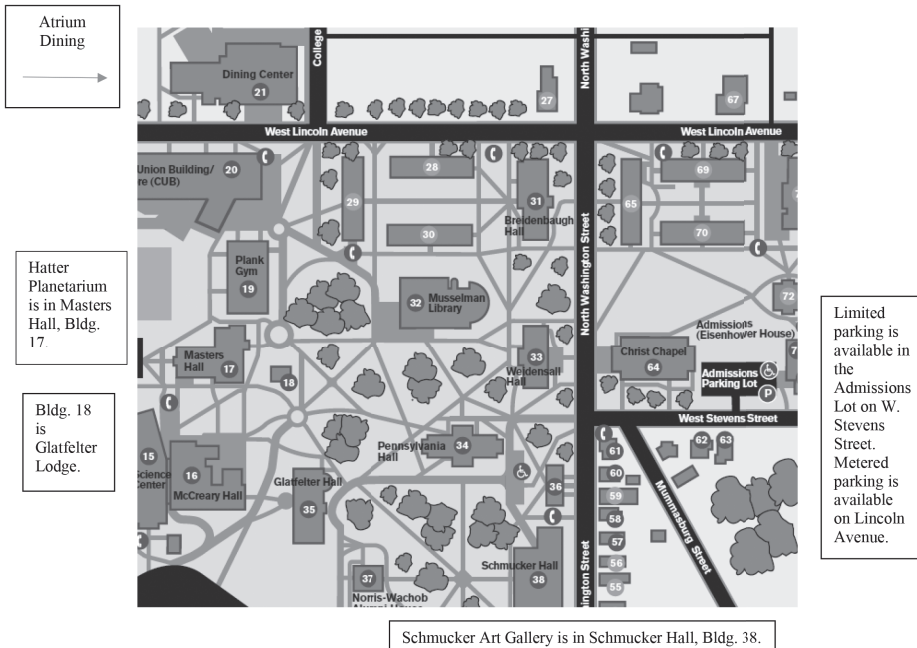 Atrium
Dining
College
North Washi
Dining Center
21
27
67
West Lincoln Avenue
West Lincoln Avenue
Union Building/
re (CUB)
20
28
29
30
31
Breidenbaugh
Hall
65
69
70
Plank
Gym
19
32
Musselman
Library
North Washington Street
72
Hatter
Planetarium
is in Masters
Hall, Bldg.
17.
Masters
Hall
17
18
33
Weidensall
Hall
Christ Chapel
64
Admissions
(Eisenhower House)
Admissions
Parking Lot
P
7
West Stevens Street
Limited
parking is
available in
the
Admissions
Lot on W.
Stevens
Street.
Metered
parking is
available
on Lincoln
Avenue.
Bldg. 18
is
Glatfelter
Lodge.
15
Science
Center
16
McCreary Hall
Glatfelter Hall
35
Pennsylvania
Hall
34
36
61
60
59
58
57
56
55
62
63
Mummasburg Street
Schmucker Hall
38
37
Norris-Wachob
Alumni House
hington Street
Schmucker Art Gallery is in Schmucker Hall, Bldg. 38.